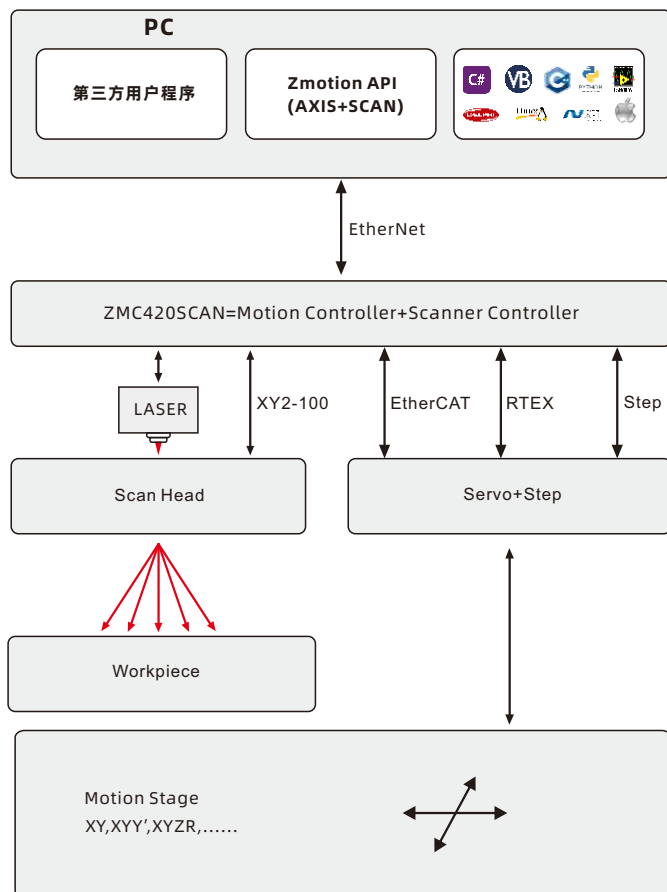 PC
第三方用户程序
Zmotion API
(AXIS+SCAN)
C#
VB
C++
PYTHON
EtherNet
ZMC420SCAN=Motion Controller+Scanner Controller
LASER
XY2-100
EtherCAT
RTEX
Step
Scan Head
Servo+Step
Workpiece
Motion Stage
XY,XYY’,XYZR,......